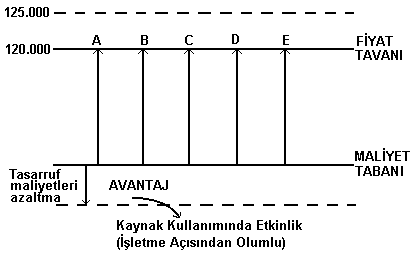 125.000
120.000
A B C D E
FİYAT
TAVANI
MALİYET
TABANI
Tasarruf
maliyetleri
azaltma
AVANTAJ
Kaynak Kullanımında Etkinlik
(İşletme Açısından Olumlu)